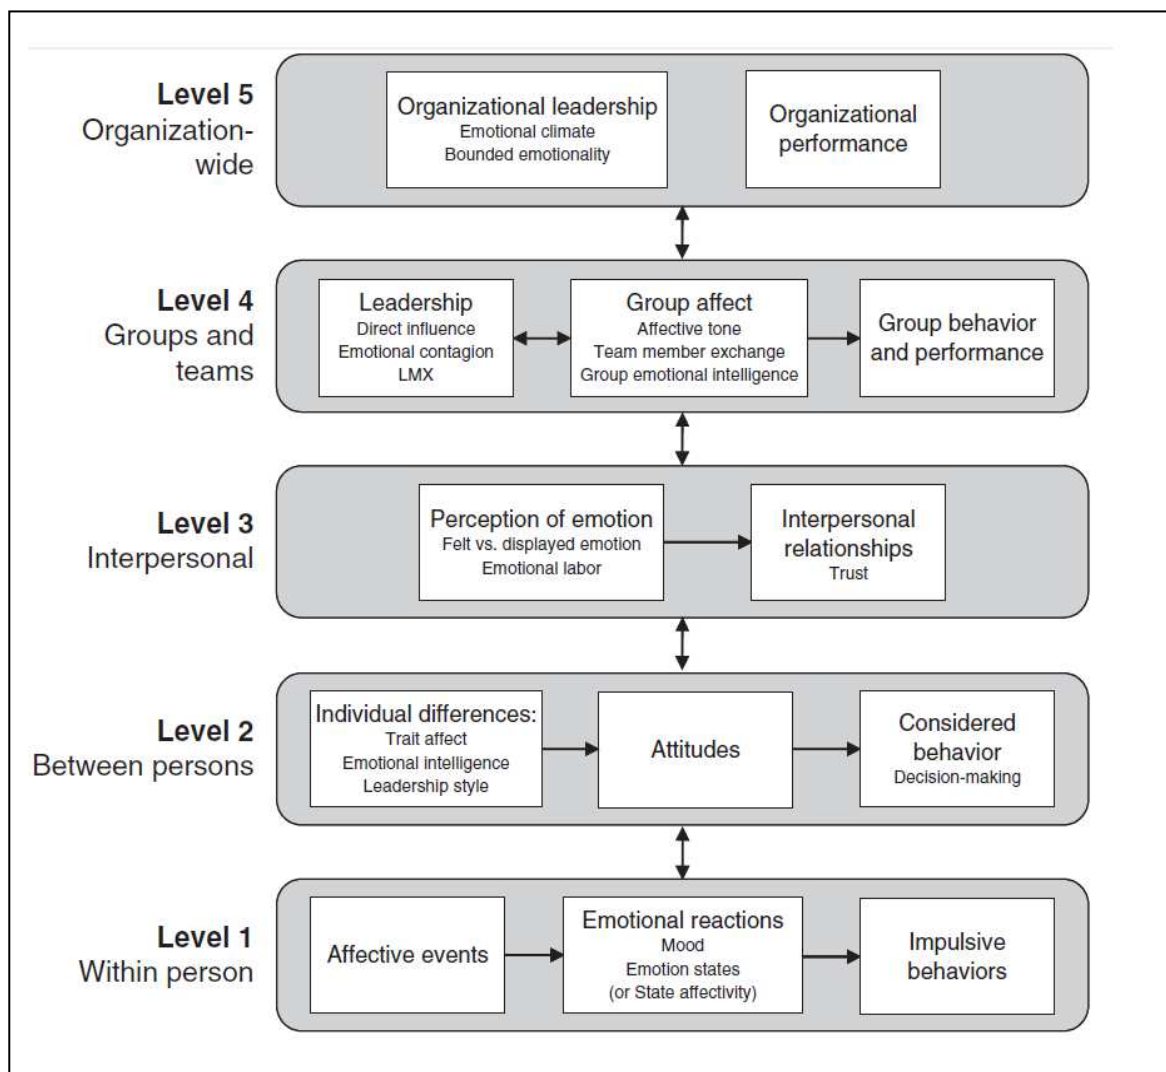 Level 5
Organization-
wide
Organizational leadership
Emotional climate
Bounded emotionality
Organizational
performance
Level 4
Groups and
teams
Leadership
Direct influence
Emotional contagion
LMX
Group affect
Affective tone
Team member exchange
Group emotional intelligence
Group behavior
and performance
Level 3
Interpersonal
Perception of emotion
Felt vs. displayed emotion
Emotional labor
Interpersonal
relationships
Trust
Level 2
Between persons
Individual differences:
Trait affect
Emotional intelligence
Leadership style
Attitudes
Considered
behavior
Decision-making
Level 1
Within person
Affective events
Emotional reactions
Mood
Emotion states
(or State affectivity)
Impulsive
behaviors